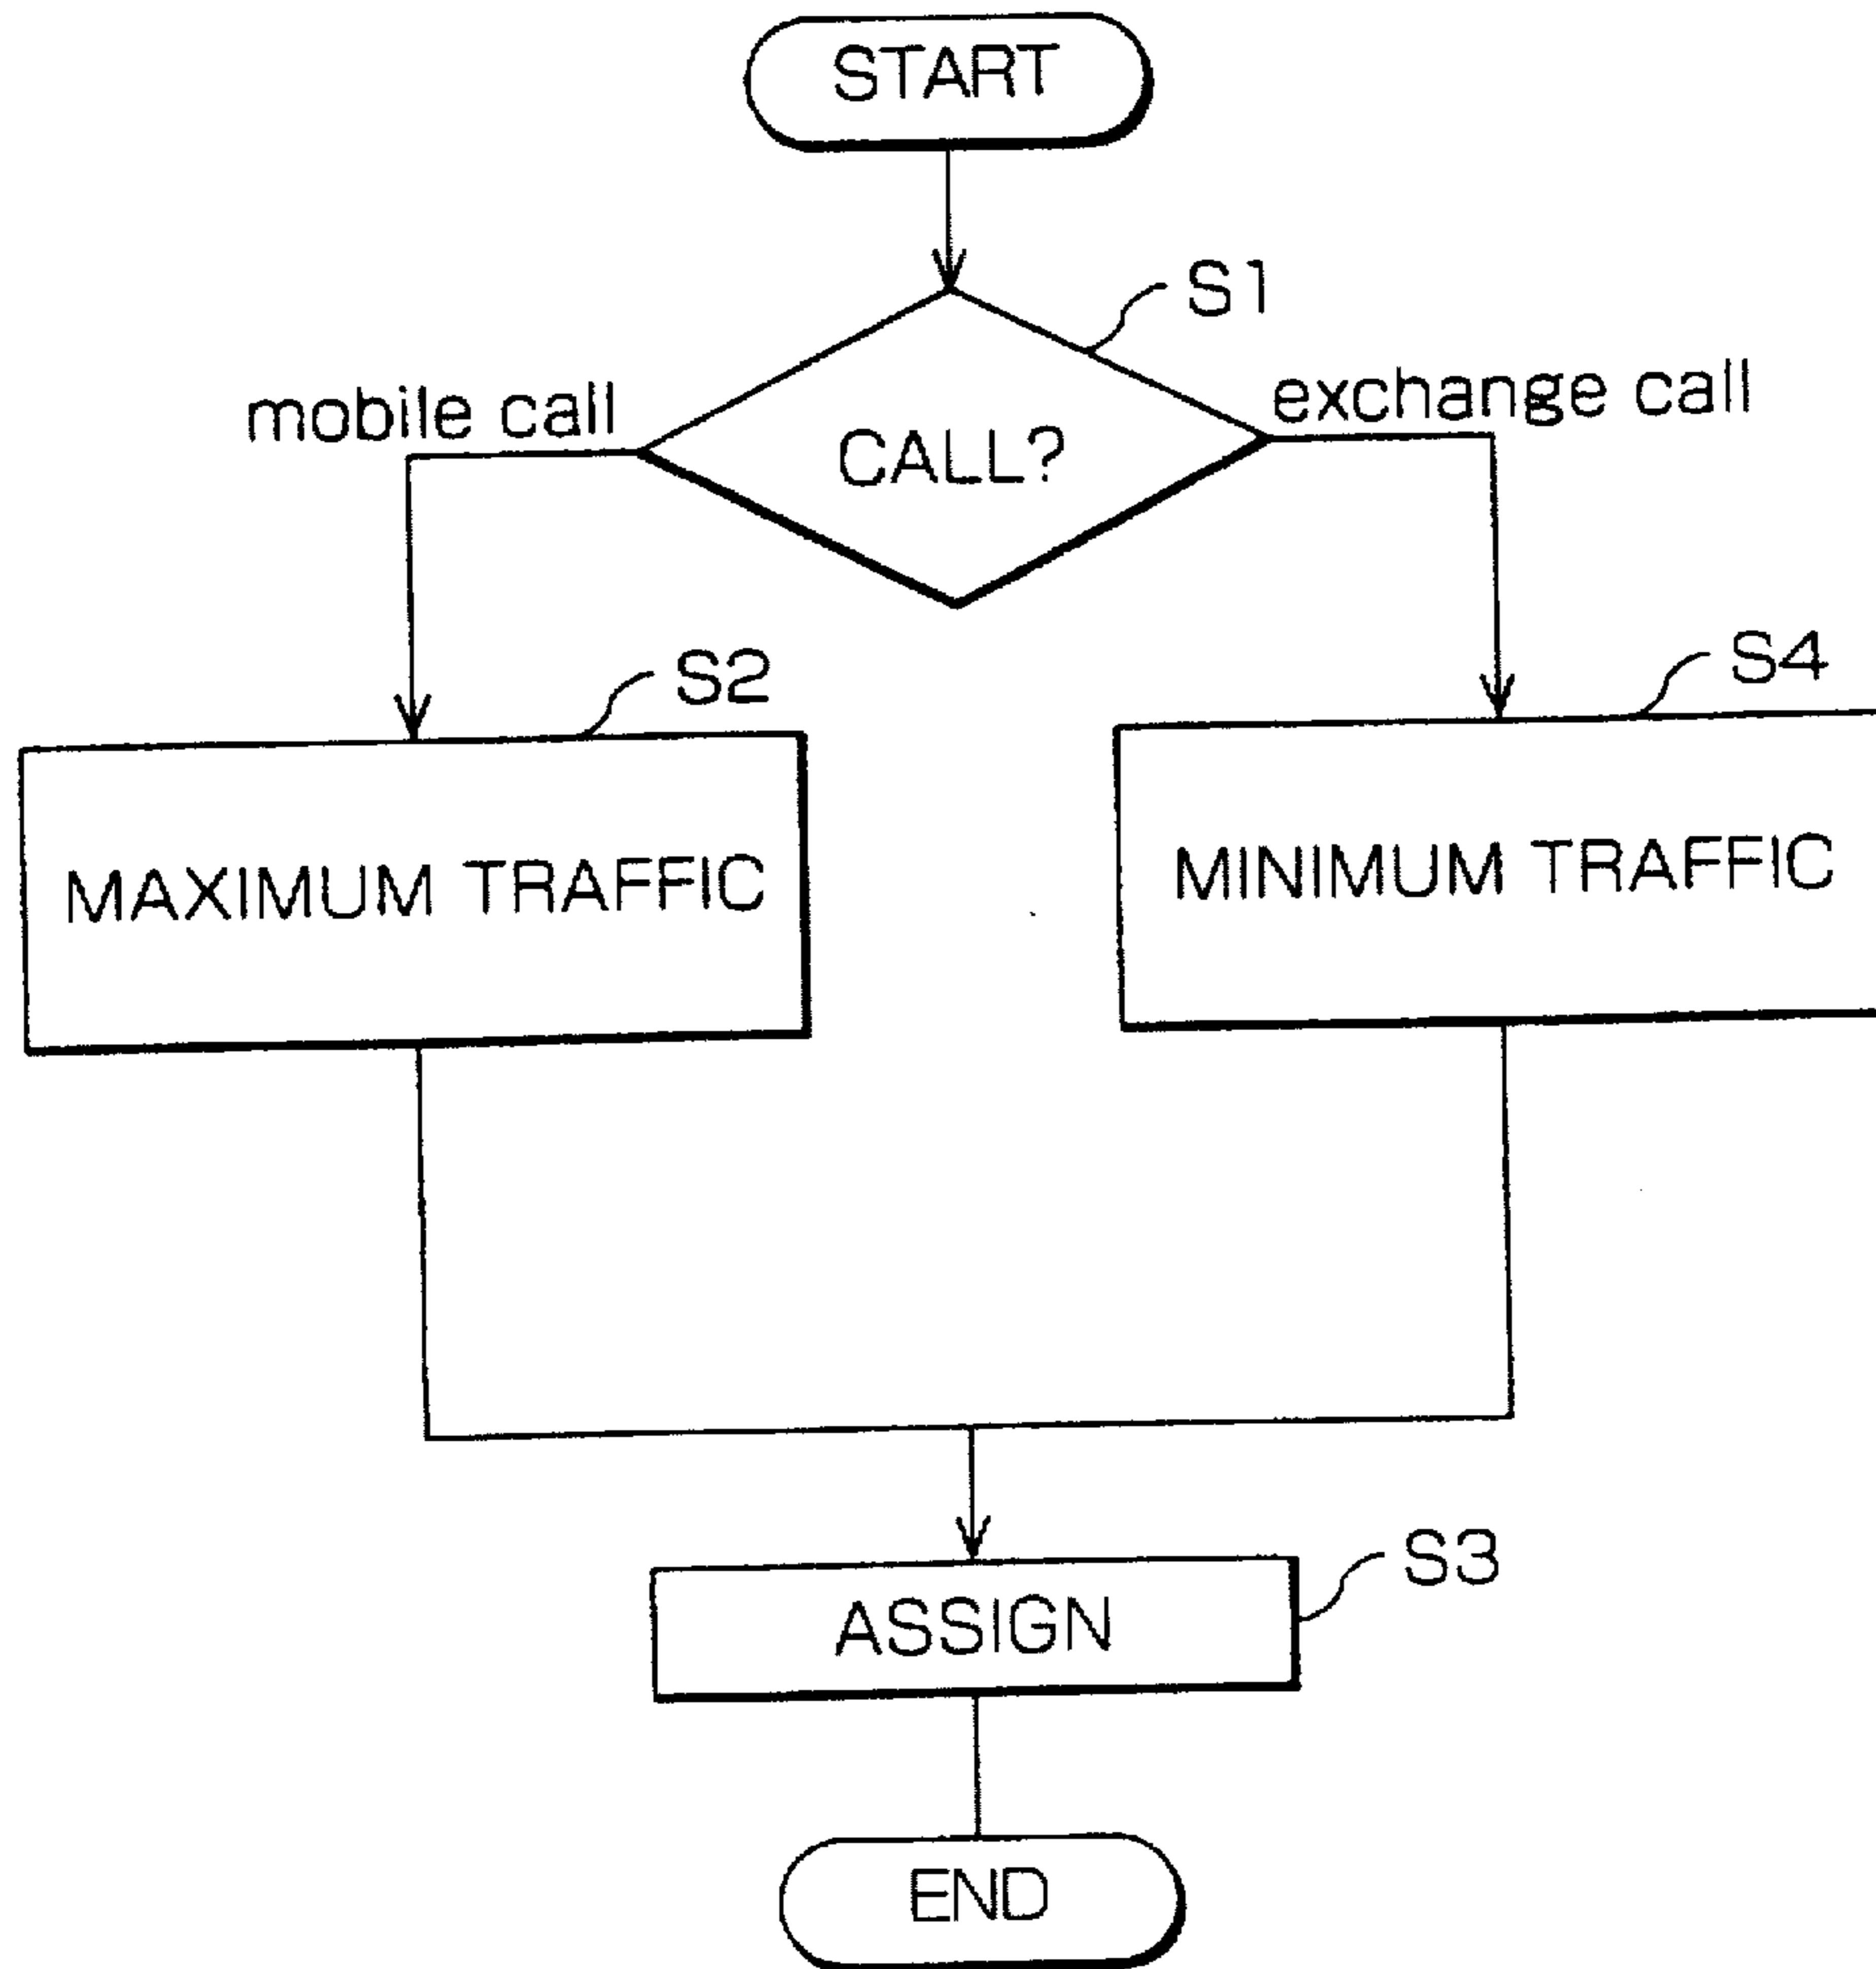 START
S1
mobile call
exchange call
CALL?
S2
S4
MAXIMUM TRAFFIC
MINIMUM TRAFFIC
S3
ASSIGN
END